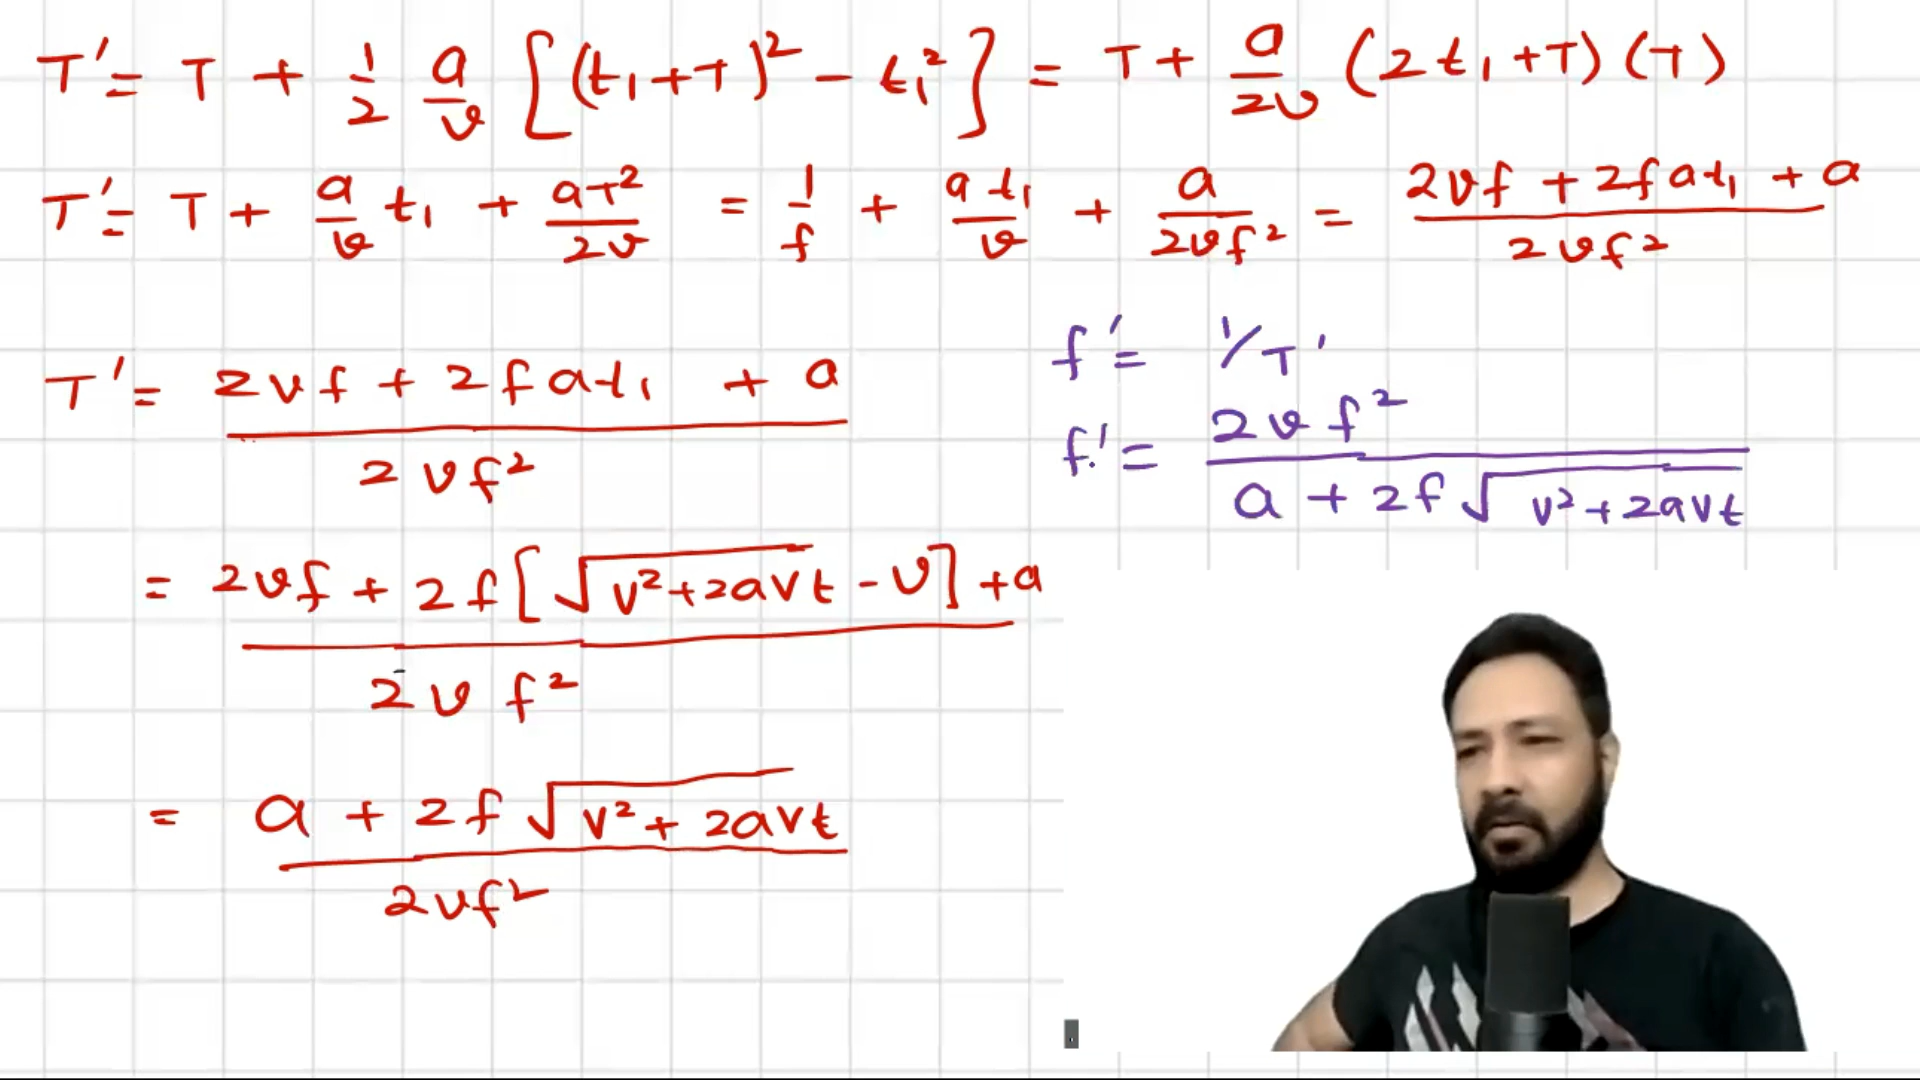 T' = T + 1/2 a/v [(t₁+T)² - t₁²] = T + a/2v (2t₁+T)(T)
T' = T + a/v t₁ + aT²/2v = 1/f + at₁/v + a/2vf² = (2vf + 2fat₁ + a)/2vf²
T' = (2vf + 2fat₁ + a)/2vf²
= (2vf + 2f[√(v²+2avt) - v] + a)/2vf²
= (a + 2f√(v² + 2avt))/2vf²
f' = 1/T'
f' = 2vf²/(a + 2f√(v²+2avt))